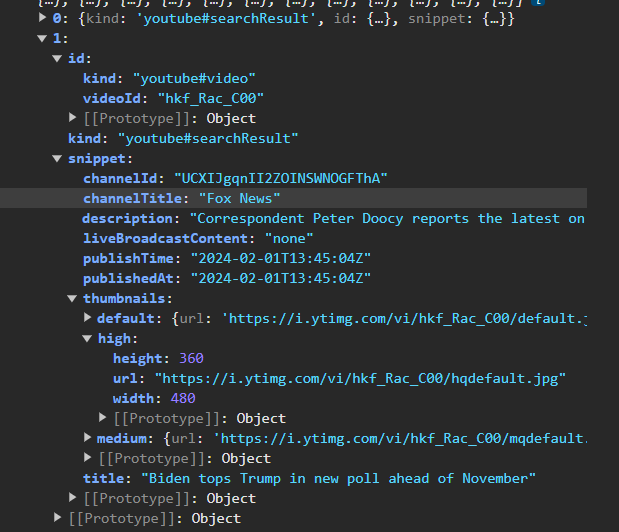 {…}, {…}, {…}, {…}, {…}, {…}, {…}, {…}, {…}, {…}, {…}, {…}}
0: {kind: 'youtube#searchResult', id: {…}, snippet: {…}}
1:
id:
kind: "youtube#video"
videoId: "hkf_Rac_C00"
[[Prototype]]: Object
kind: "youtube#searchResult"
snippet:
channelId: "UCXIJgqnII2ZOINSWNOGFThA"
channelTitle: "Fox News"
description: "Correspondent Peter Doocy reports the latest on
liveBroadcastContent: "none"
publishTime: "2024-02-01T13:45:04Z"
publishedAt: "2024-02-01T13:45:04Z"
thumbnails:
default: {url: 'https://i.ytimg.com/vi/hkf_Rac_C00/default.j
high:
height: 360
url: "https://i.ytimg.com/vi/hkf_Rac_C00/hqdefault.jpg"
width: 480
[[Prototype]]: Object
medium: {url: 'https://i.ytimg.com/vi/hkf_Rac_C00/mqdefault.
[[Prototype]]: Object
title: "Biden tops Trump in new poll ahead of November"
[[Prototype]]: Object
[[Prototype]]: Object